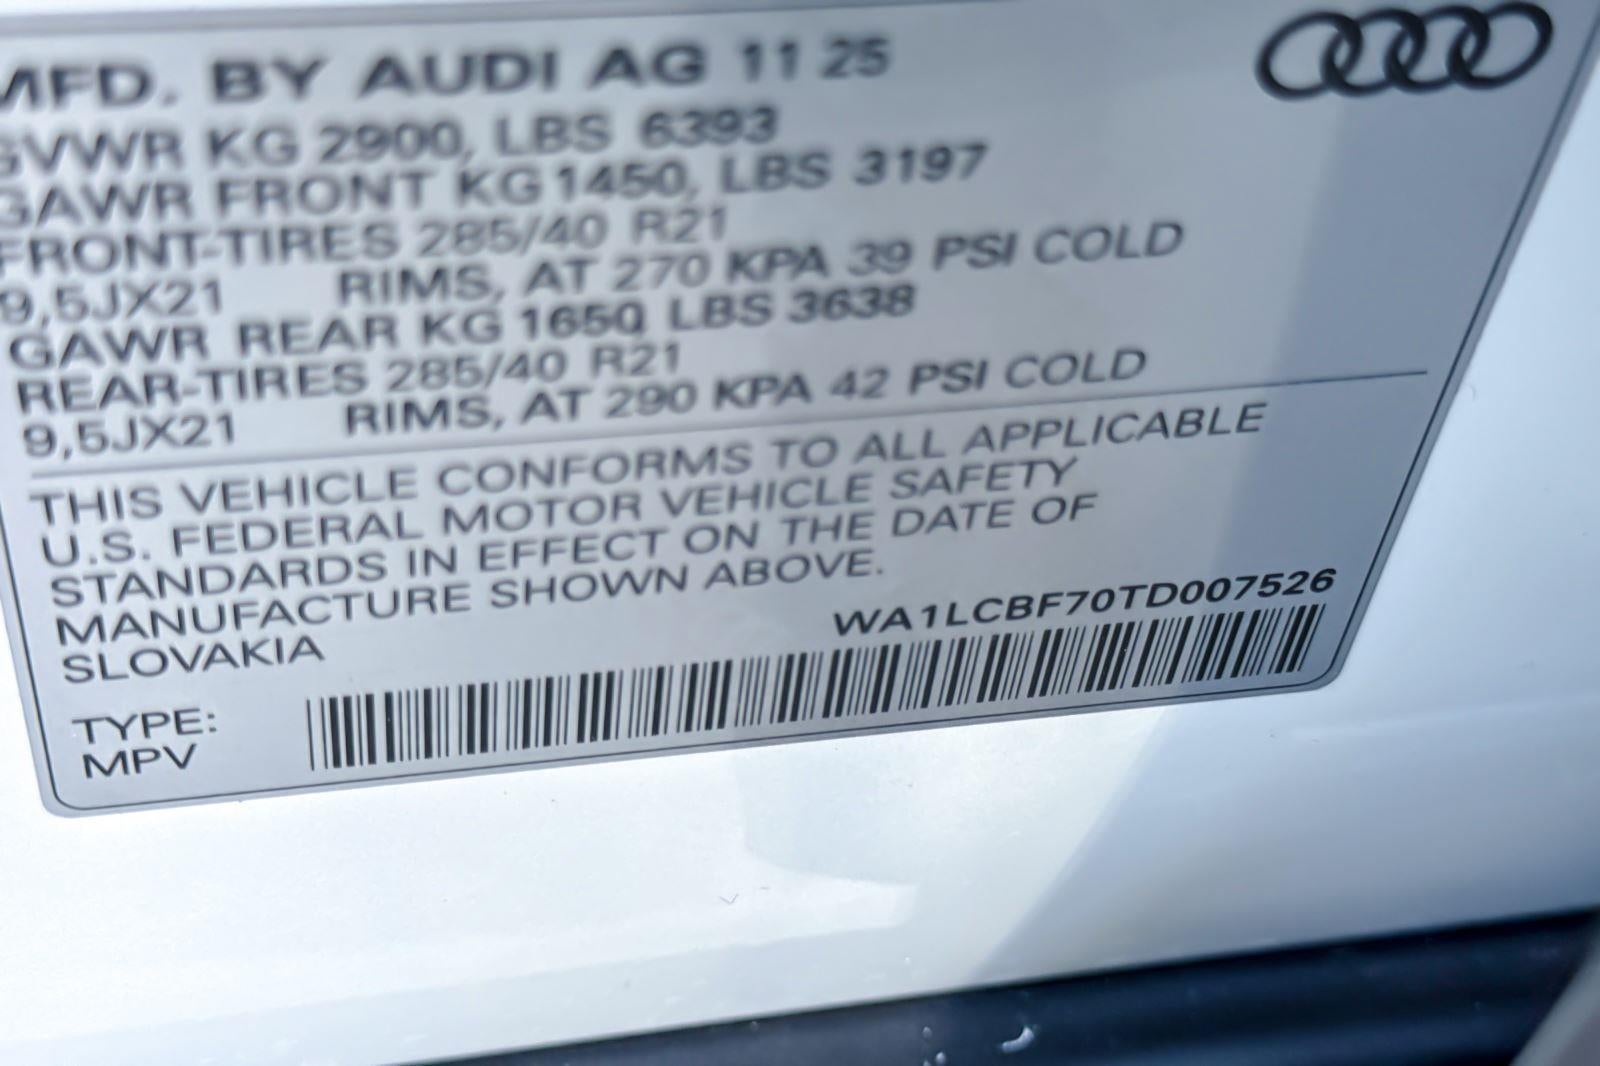 MFD. BY AUDI AG 11 25
GVWR KG 2900, LBS 6393
GAWR FRONT KG 1450, LBS 3197
FRONT-TIRES 285/40 R21
9,5JX21 RIMS, AT 270 KPA 39 PSI COLD
GAWR REAR KG 1650, LBS 3638
REAR-TIRES 285/40 R21
9,5JX21 RIMS, AT 290 KPA 42 PSI COLD
THIS VEHICLE CONFORMS TO ALL APPLICABLE
U.S. FEDERAL MOTOR VEHICLE SAFETY
STANDARDS IN EFFECT ON THE DATE OF
MANUFACTURE SHOWN ABOVE.
SLOVAKIA
WA1LCBF70TD007526
TYPE:
MPV